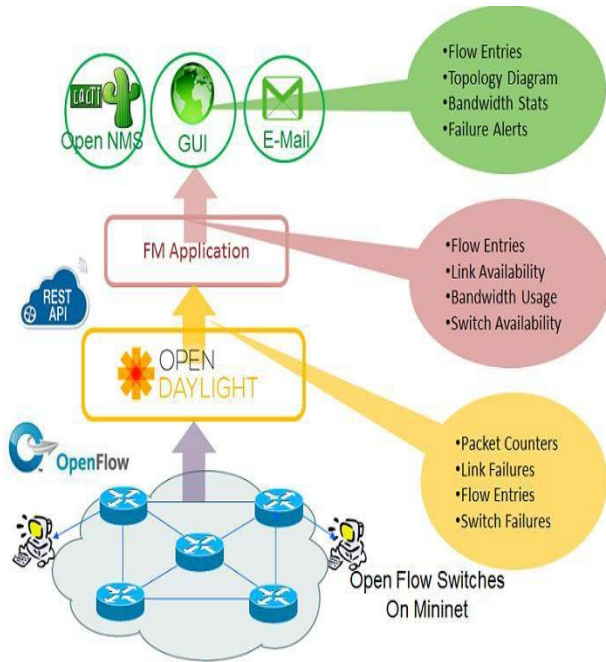 cacti
Open NMS
GUI
E-Mail
•Flow Entries
•Topology Diagram
•Bandwidth Stats
•Failure Alerts
FM Application
•Flow Entries
•Link Availability
•Bandwidth Usage
•Switch Availability
REST
API
OPEN
DAYLIGHT
•Packet Counters
•Link Failures
•Flow Entries
•Switch Failures
OpenFlow
Open Flow Switches
On Mininet